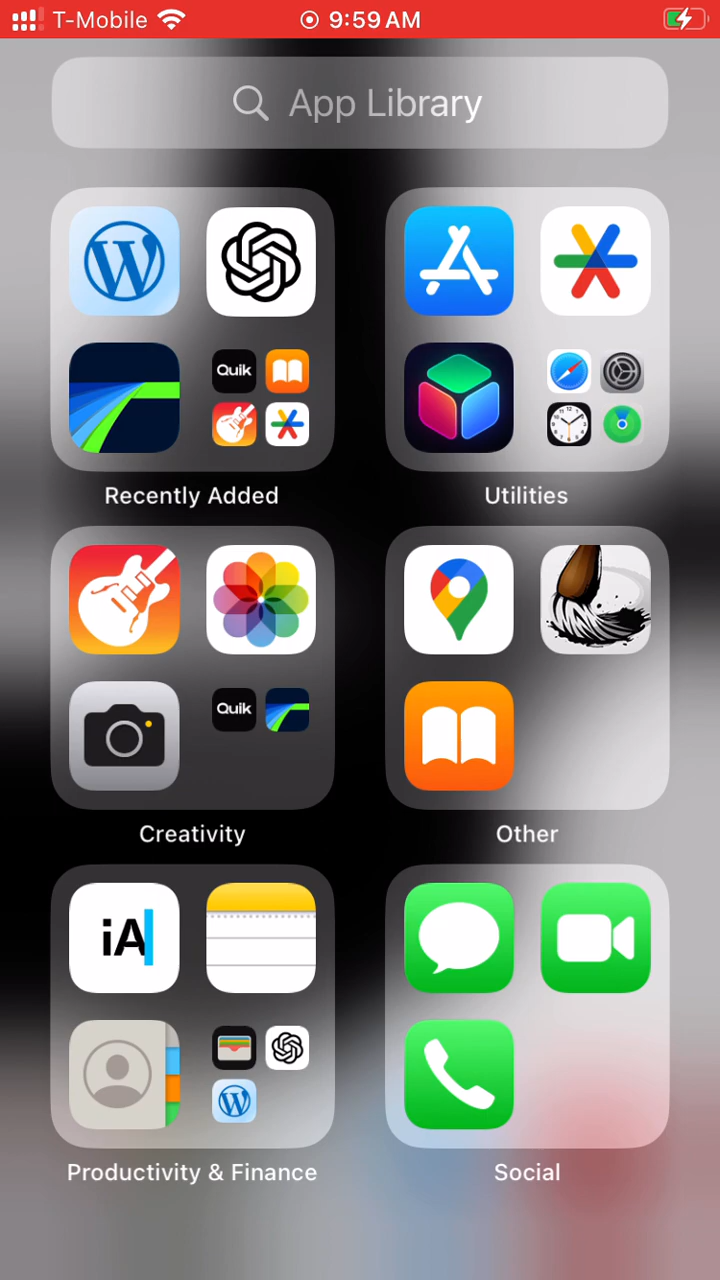 T-Mobile 9:59 AM
App Library
Quik
Recently Added
Utilities
Quik
Creativity
Other
iA
Productivity & Finance
Social